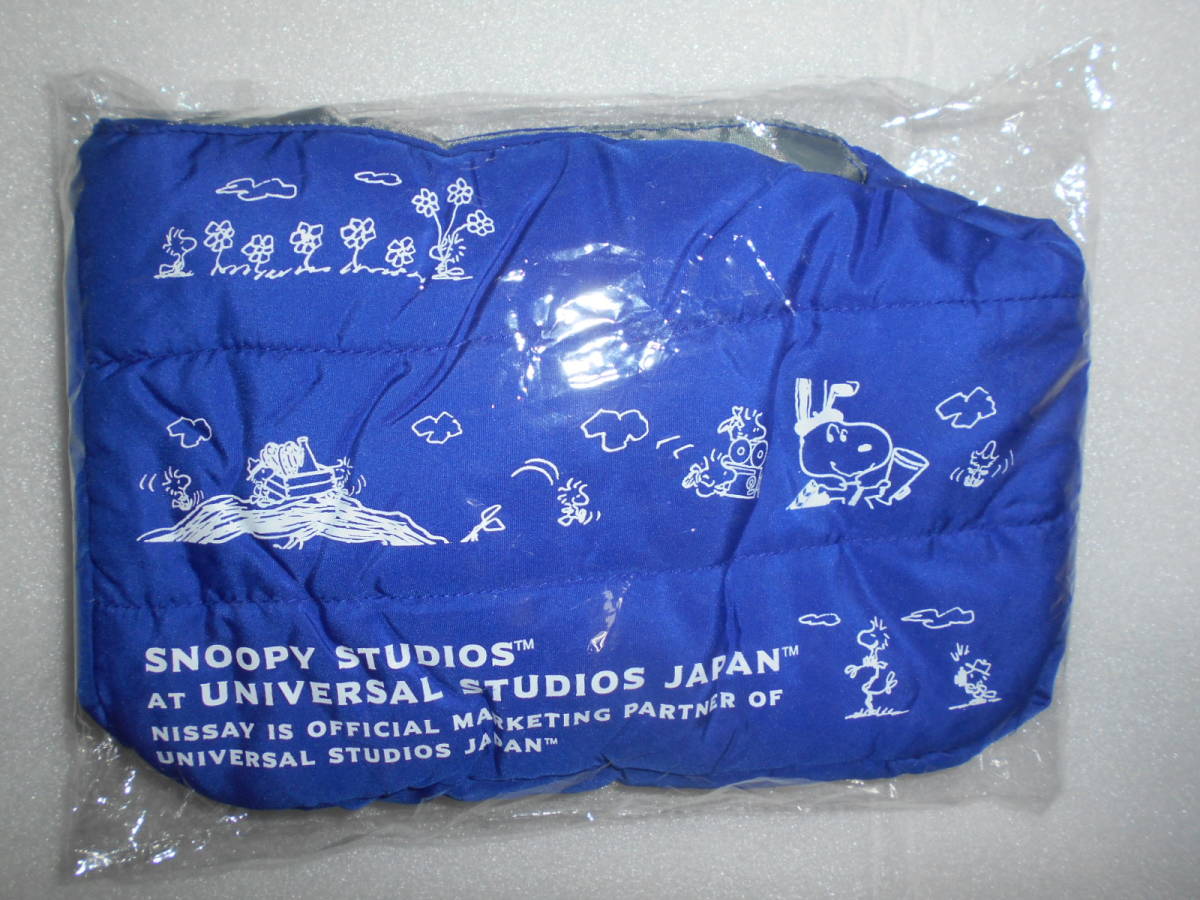 SNOOPY STUDIOS™
AT UNIVERSAL STUDIOS JAPAN™
NISSAY IS OFFICIAL MARKETING PARTNER OF
UNIVERSAL STUDIOS JAPAN™